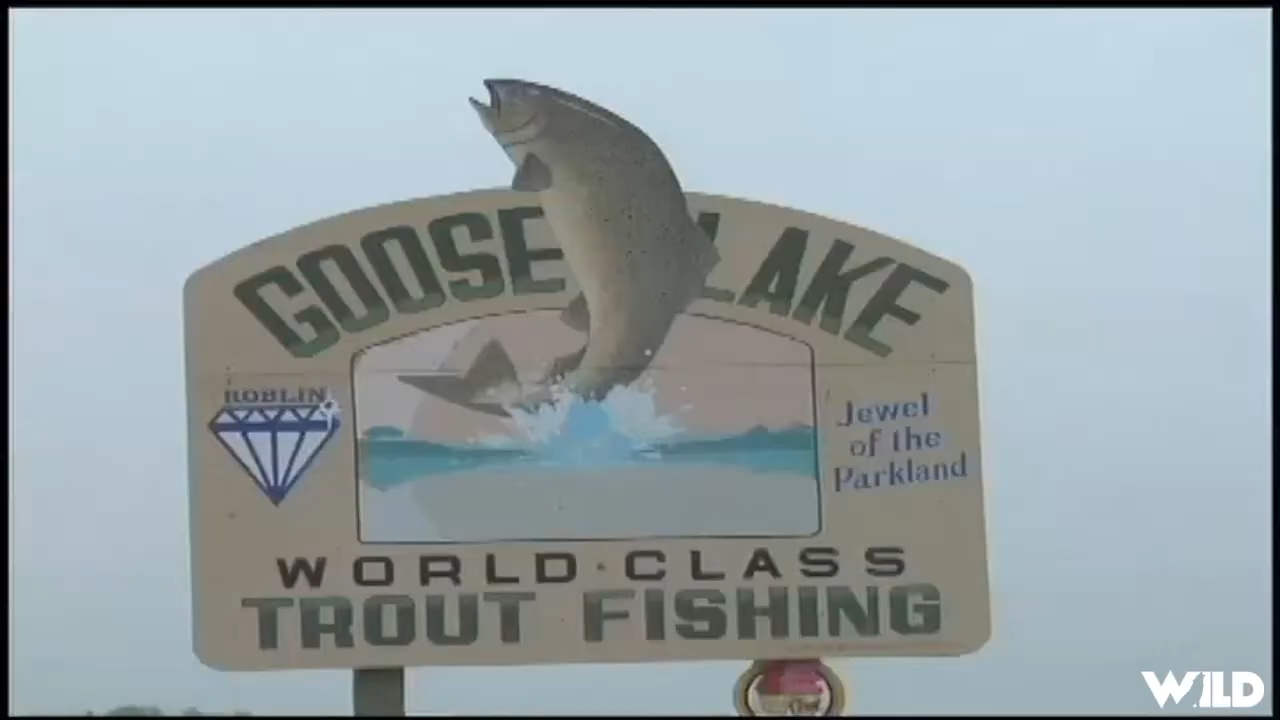 GOOSE LAKE
ROBLIN
Jewel
of the
Parkland
WORLD·CLASS
TROUT FISHING
WILD